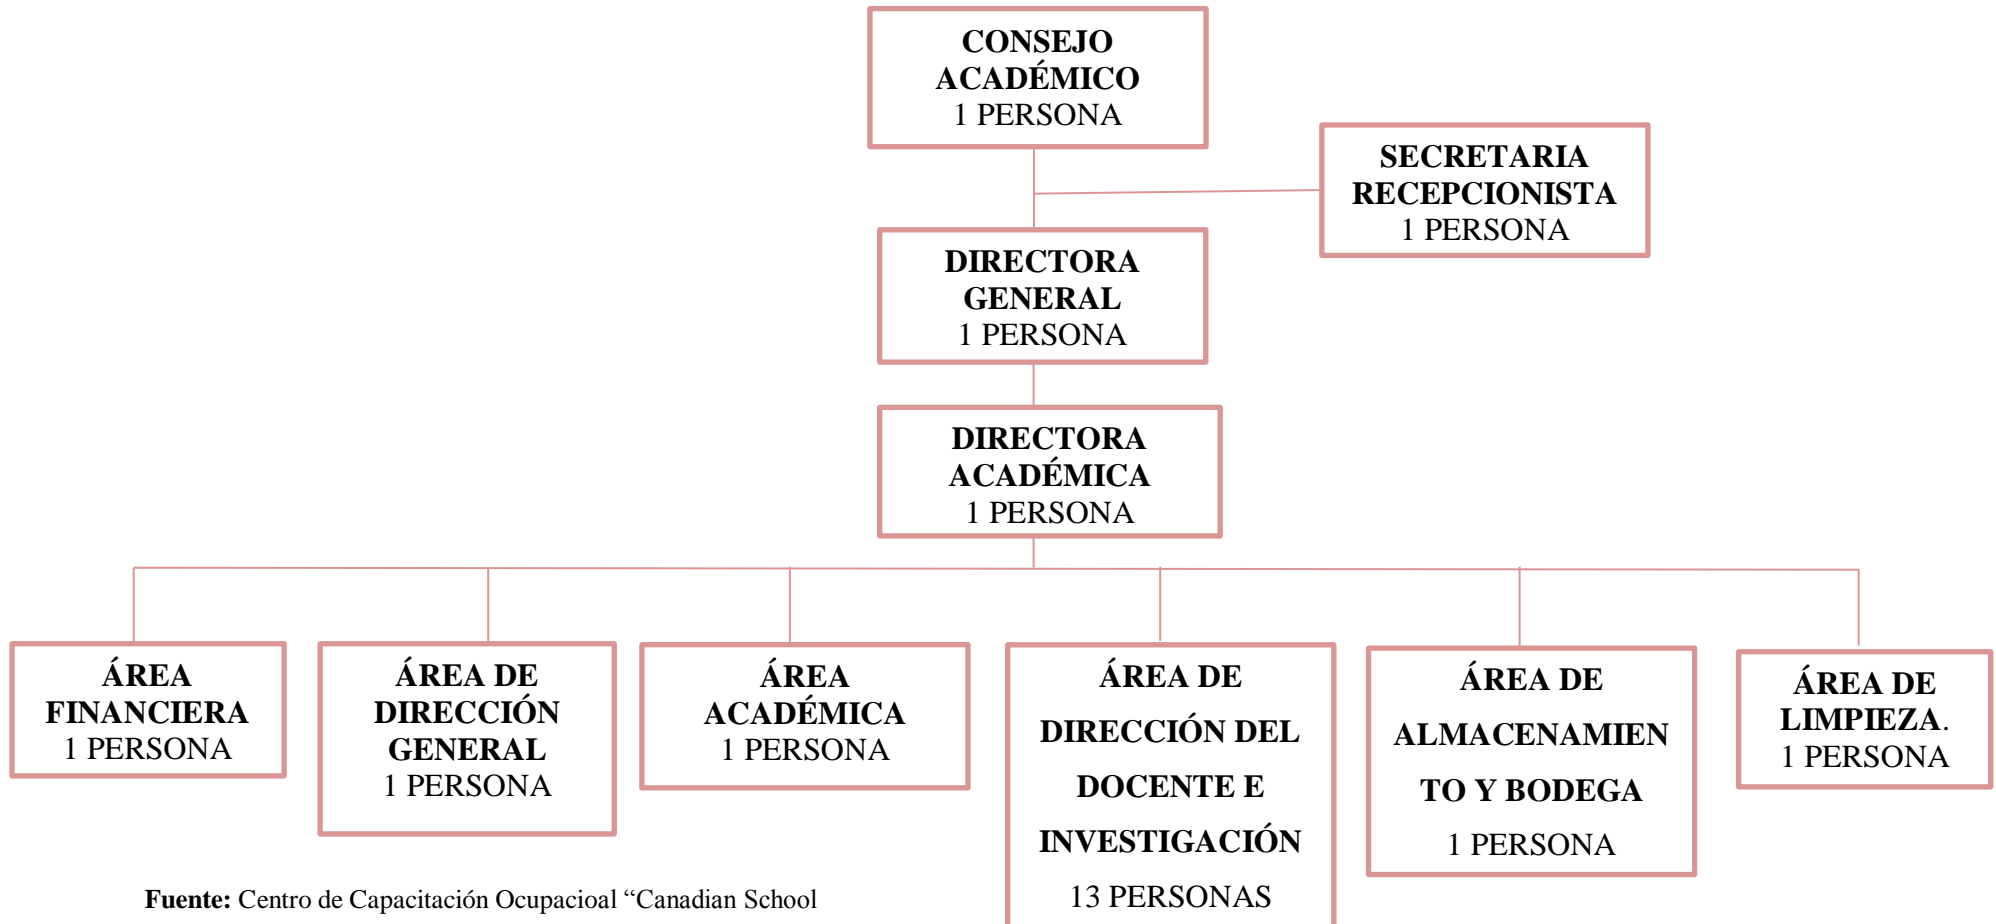 CONSEJO
ACADÉMICO
1 PERSONA
SECRETARIA
RECEPCIONISTA
1 PERSONA
DIRECTORA
GENERAL
1 PERSONA
DIRECTORA
ACADÉMICA
1 PERSONA
ÁREA
FINANCIERA
1 PERSONA
ÁREA DE
DIRECCIÓN
GENERAL
1 PERSONA
ÁREA
ACADÉMICA
1 PERSONA
ÁREA DE
DIRECCIÓN DEL
DOCENTE E
INVESTIGACIÓN
13 PERSONAS
ÁREA DE
ALMACENAMIEN
TO Y BODEGA
1 PERSONA
ÁREA DE
LIMPIEZA.
1 PERSONA
Fuente: Centro de Capacitación Ocupacioal “Canadian School